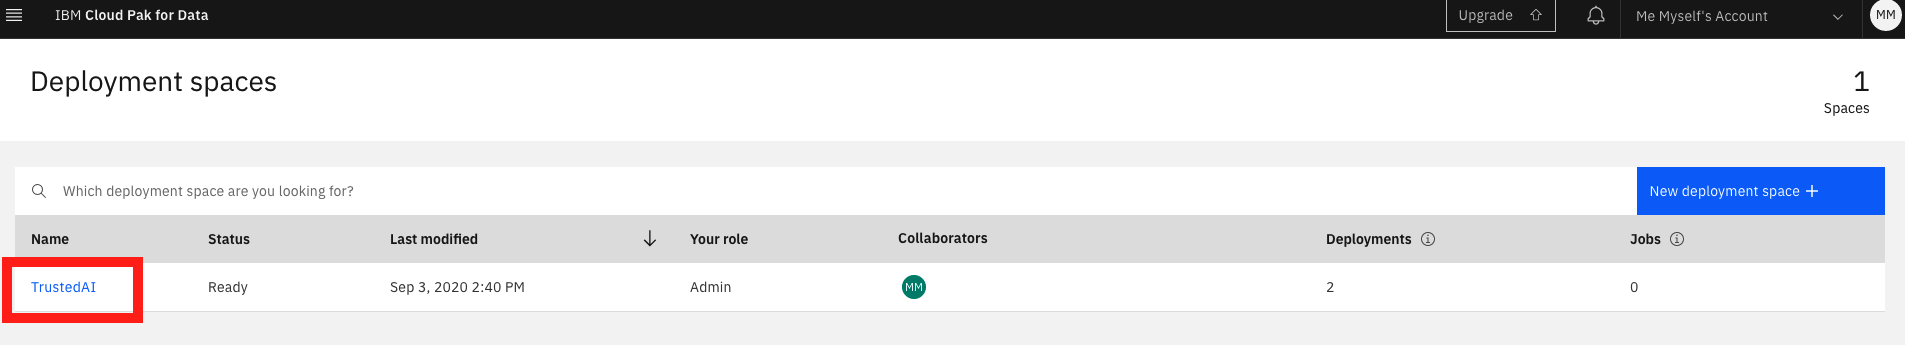 IBM Cloud Pak for Data Upgrade Me Myself's Account MM
Deployment spaces 1
Spaces
Which deployment space are you looking for? New deployment space +
Name Status Last modified Your role Collaborators Deployments Jobs
TrustedAI Ready Sep 3, 2020 2:40 PM Admin MM 2 0